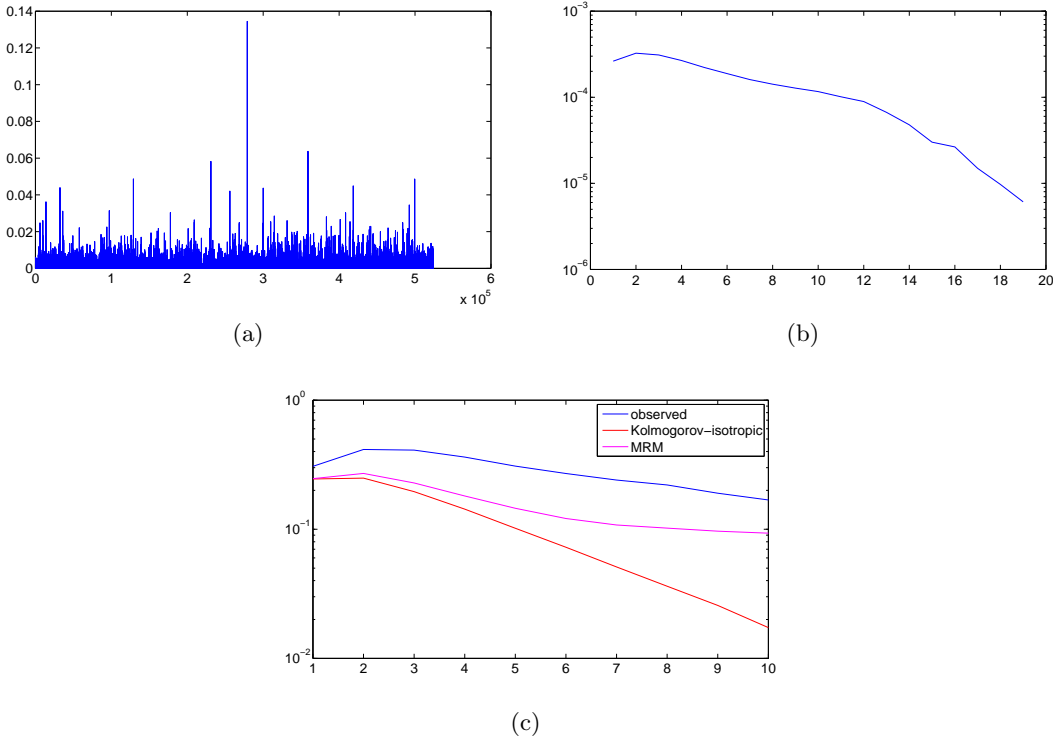 0.14
0.12
0.1
0.08
0.06
0.04
0.02
0
0 1 2 3 4 5 6
x 10^5
(a)
10^−3
10^−4
10^−5
10^−6
0 2 4 6 8 10 12 14 16 18 20
(b)
10^0
10^−1
10^−2
observed
Kolmogorov−isotropic
MRM
1 2 3 4 5 6 7 8 9 10
(c)